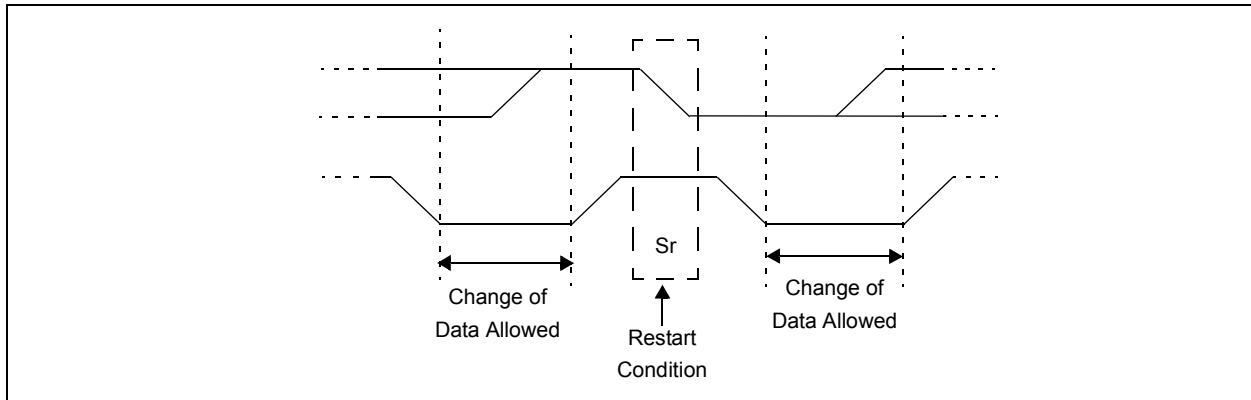 Sr
Change of
Data Allowed
Restart
Condition
Change of
Data Allowed